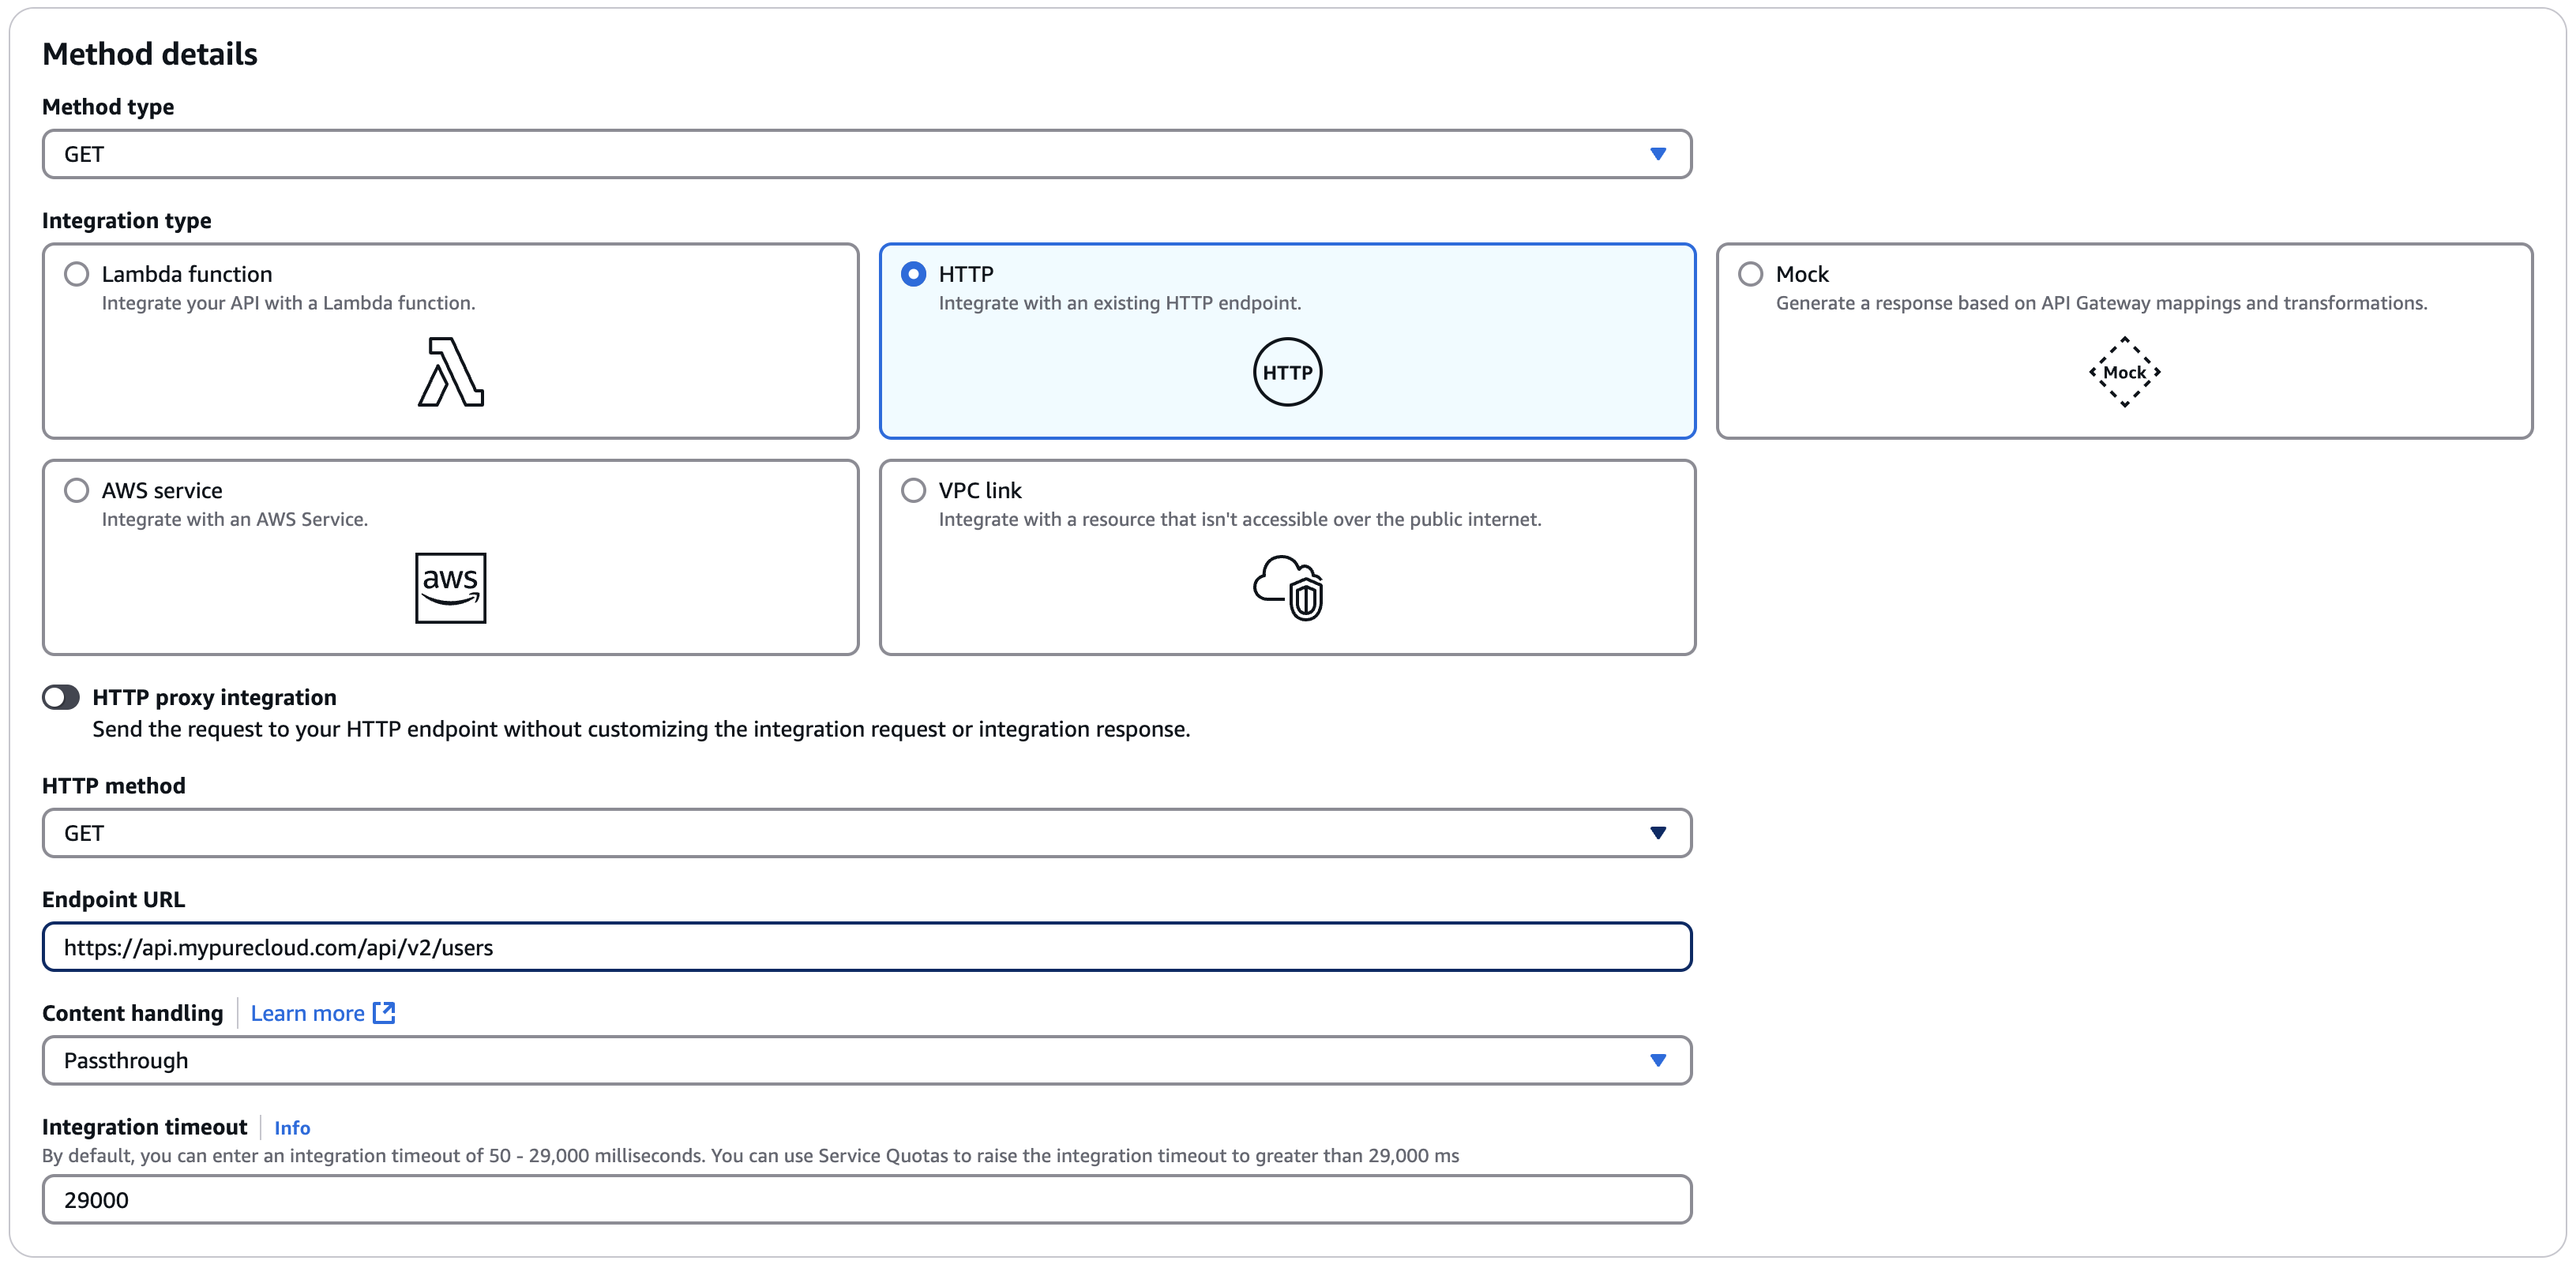 Method details
Method type
GET
Integration type
Lambda function
Integrate your API with a Lambda function.
HTTP
Integrate with an existing HTTP endpoint.
HTTP
Mock
Generate a response based on API Gateway mappings and transformations.
Mock
AWS service
Integrate with an AWS Service.
aws
VPC link
Integrate with a resource that isn't accessible over the public internet.
HTTP proxy integration
Send the request to your HTTP endpoint without customizing the integration request or integration response.
HTTP method
GET
Endpoint URL
https://api.mypurecloud.com/api/v2/users
Content handling Learn more
Passthrough
Integration timeout Info
By default, you can enter an integration timeout of 50 - 29,000 milliseconds. You can use Service Quotas to raise the integration timeout to greater than 29,000 ms
29000